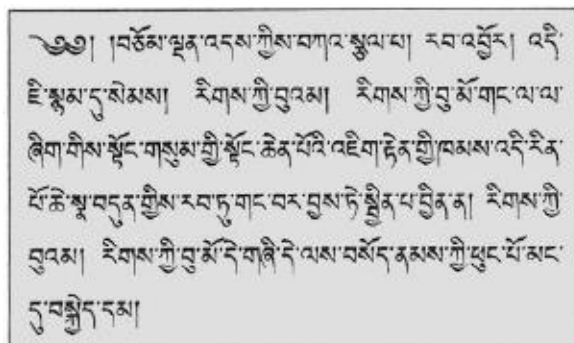 ༄༅། །བཅོམ་ལྡན་འདས་ཀྱིས་བཀའ་སྩལ་པ། རབ་འབྱོར། འདི་
ཇི་སྙམ་དུ་སེམས། རིགས་ཀྱི་བུའམ། རིགས་ཀྱི་བུ་མོ་གང་ལ་ལ་
ཞིག་གིས་སྟོང་གསུམ་གྱི་སྟོང་ཆེན་པོའི་འཇིག་རྟེན་གྱི་ཁམས་འདི་རིན་
པོ་ཆེ་སྣ་བདུན་གྱིས་རབ་ཏུ་གང་བར་བྱས་ཏེ་སྦྱིན་པ་བྱིན་ན། རིགས་ཀྱི་
བུའམ། རིགས་ཀྱི་བུ་མོ་དེ་གཞི་དེ་ལས་བསོད་ནམས་ཀྱི་ཕུང་པོ་མང་
དུ་བསྐྱེད་དམ།